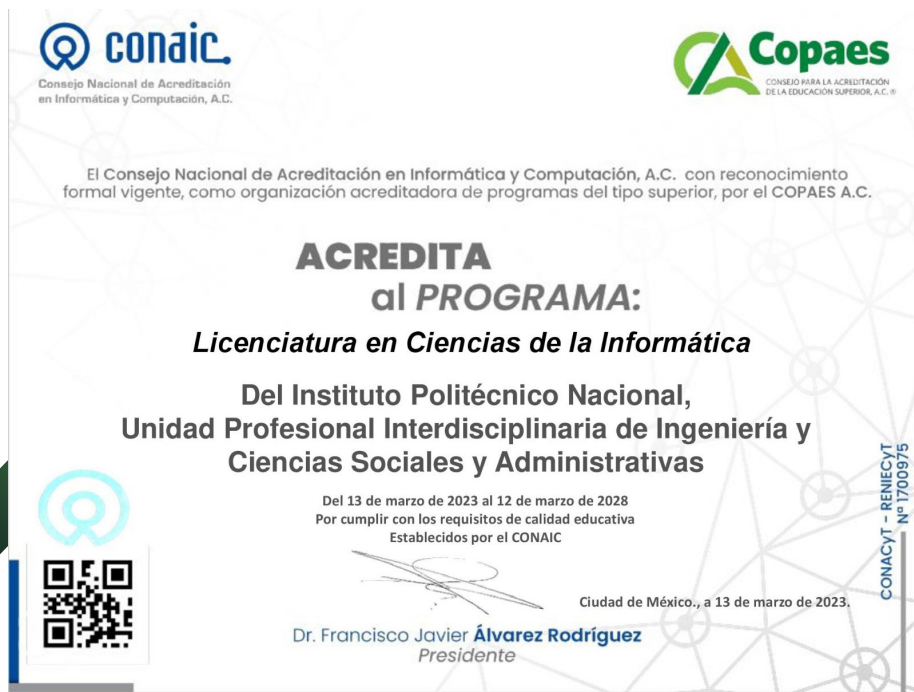 conaic
Consejo Nacional de Acreditación
en Informática y Computación, A.C.
Copaes
CONSEJO PARA LA ACREDITACIÓN
DE LA EDUCACIÓN SUPERIOR, A.C. ®
El Consejo Nacional de Acreditación en Informática y Computación, A.C. con reconocimiento
formal vigente, como organización acreditadora de programas del tipo superior, por el COPAES A.C.
ACREDITA
al PROGRAMA:
Licenciatura en Ciencias de la Informática
Del Instituto Politécnico Nacional,
Unidad Profesional Interdisciplinaria de Ingeniería y
Ciencias Sociales y Administrativas
Del 13 de marzo de 2023 al 12 de marzo de 2028
Por cumplir con los requisitos de calidad educativa
Establecidos por el CONAIC
Ciudad de México., a 13 de marzo de 2023.
Dr. Francisco Javier Álvarez Rodríguez
Presidente
CONACyT - RENIECyT
Nº 1700975